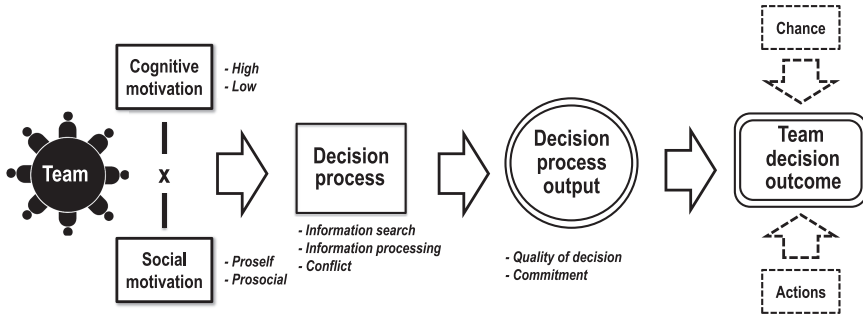 Team
Cognitive
motivation
- High
- Low
x
Social
motivation
- Proself
- Prosocial
Decision
process
- Information search
- Information processing
- Conflict
Decision
process
output
- Quality of decision
- Commitment
Chance
Team
decision
outcome
Actions